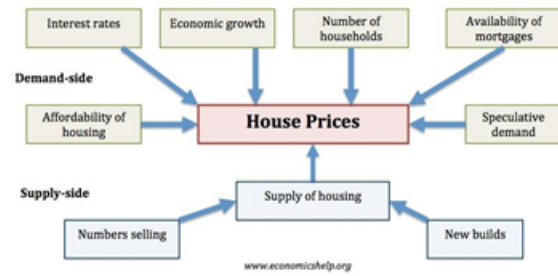 Interest rates
Economic growth
Number of
households
Availability of
mortgages
Demand-side
Affordability of
housing
House Prices
Speculative
demand
Supply-side
Supply of housing
Numbers selling
New builds
www.economicshelp.org